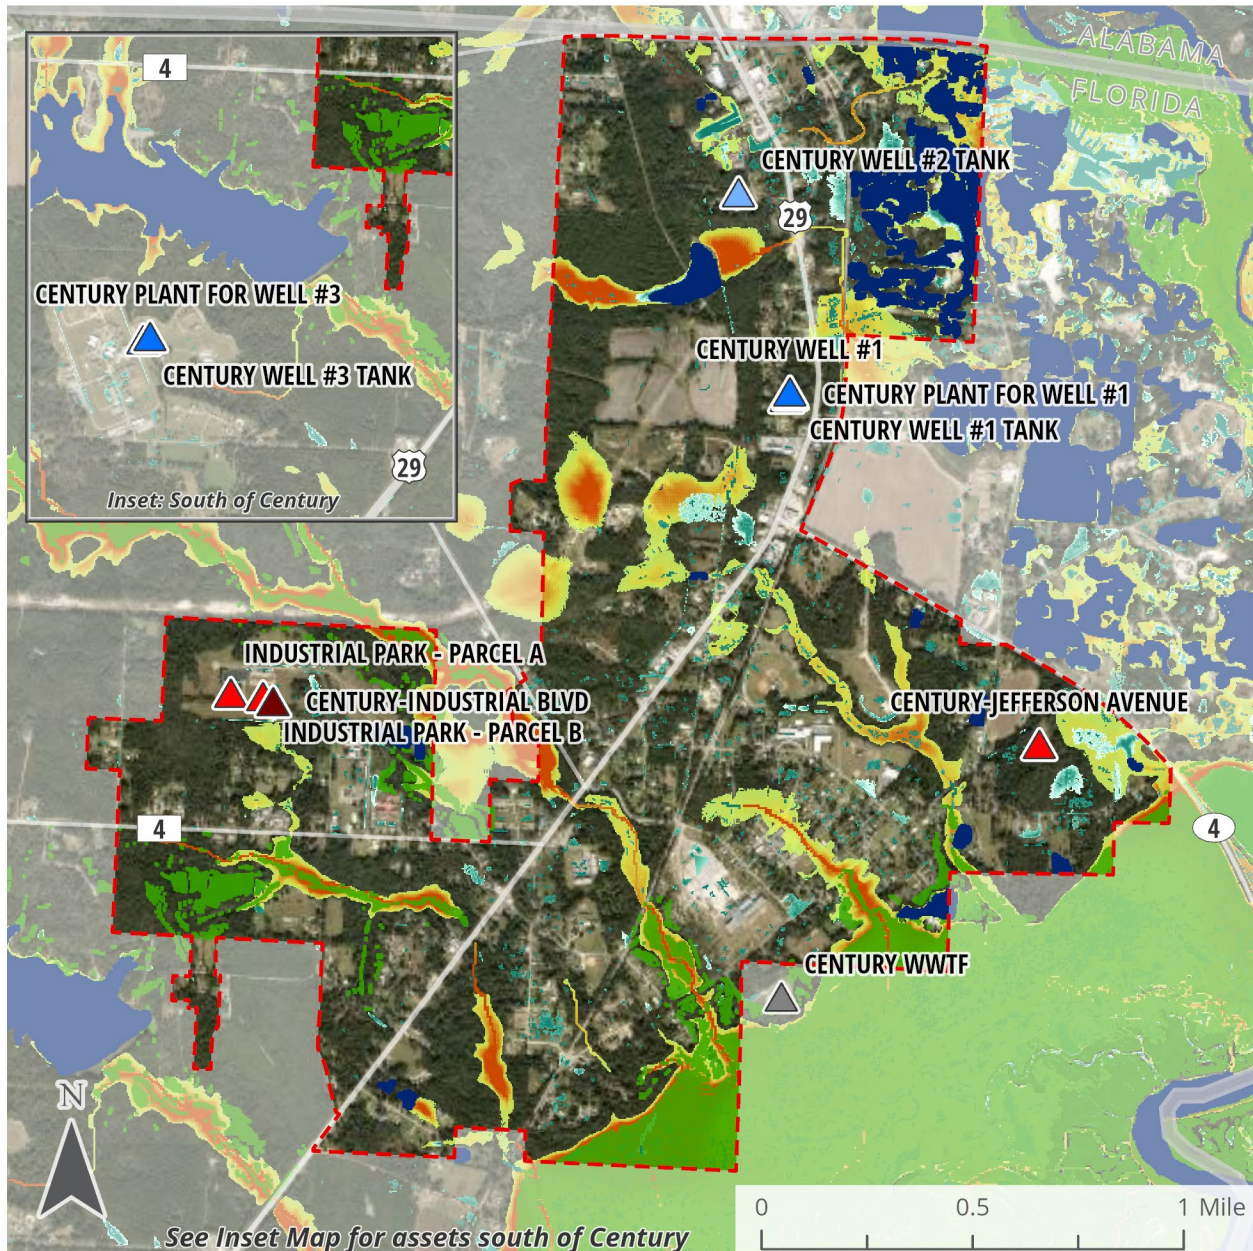 ALABAMA
FLORIDA
4
CENTURY WELL #2 TANK
29
CENTURY PLANT FOR WELL #3
CENTURY WELL #3 TANK
29
Inset: South of Century
CENTURY WELL #1
CENTURY PLANT FOR WELL #1
CENTURY WELL #1 TANK
INDUSTRIAL PARK - PARCEL A
CENTURY-INDUSTRIAL BLVD
INDUSTRIAL PARK - PARCEL B
CENTURY-JEFFERSON AVENUE
4
4
CENTURY WWTF
N
0 0.5 1 Mile
See Inset Map for assets south of Century